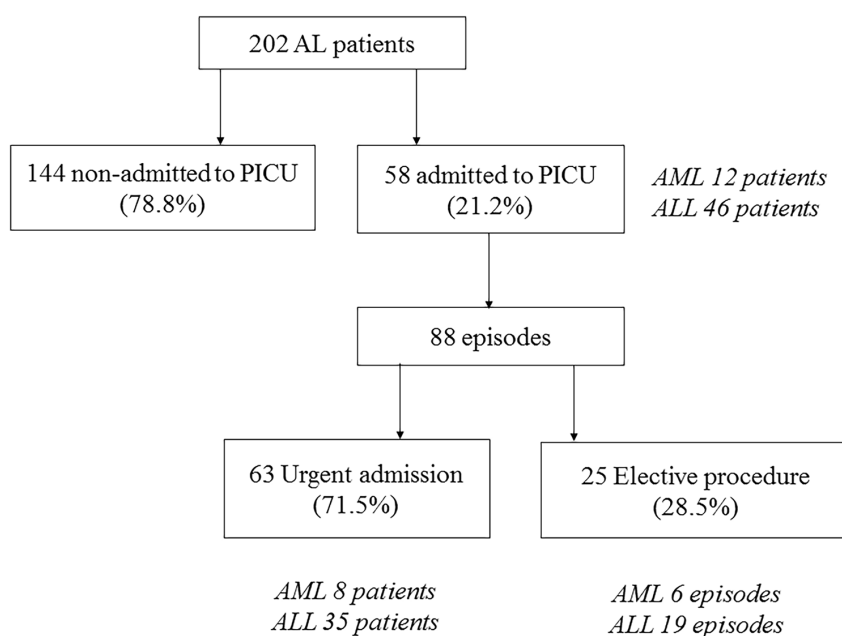 202 AL patients
144 non-admitted to PICU
(78.8%)
58 admitted to PICU
(21.2%)
AML 12 patients
ALL 46 patients
88 episodes
63 Urgent admission
(71.5%)
25 Elective procedure
(28.5%)
AML 8 patients
ALL 35 patients
AML 6 episodes
ALL 19 episodes